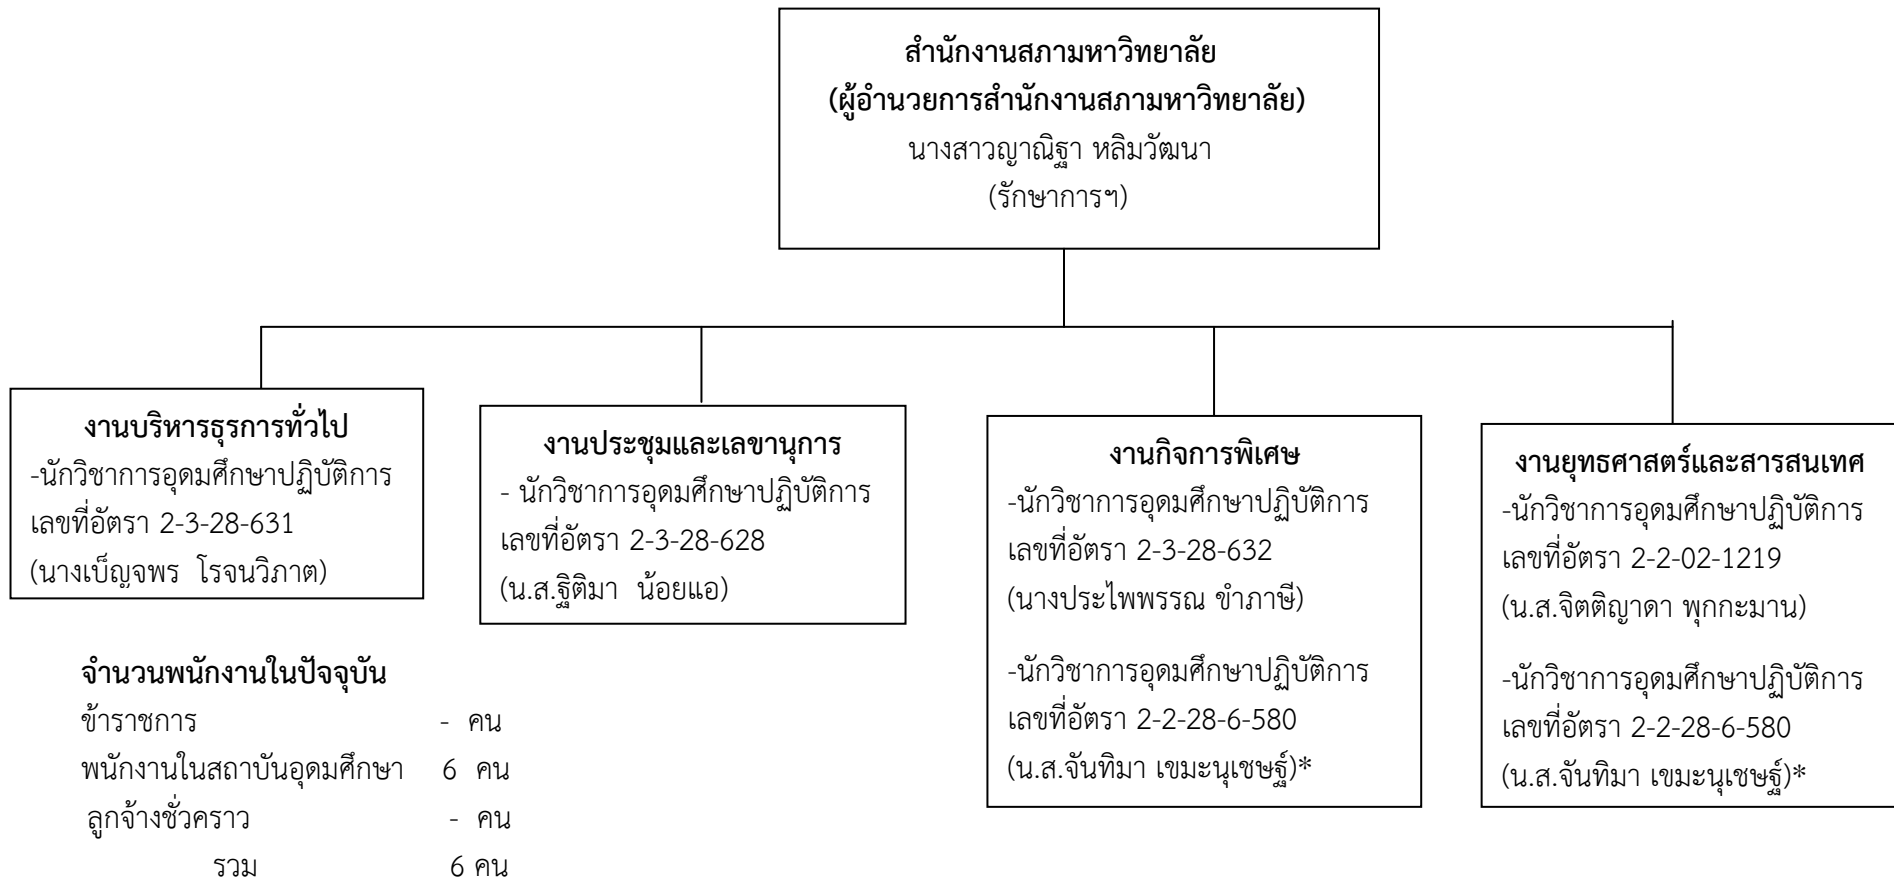 สำนักงานสภามหาวิทยาลัย
(ผู้อำนวยการสำนักงานสภามหาวิทยาลัย)
นางสาวญาณิฐา หลิมวัฒนา
(รักษาการฯ)
งานบริหารธุรการทั่วไป
-นักวิชาการอุดมศึกษาปฏิบัติการ
เลขที่อัตรา 2-3-28-631
(นางเบ็ญจพร โรจนวิภาต)
งานประชุมและเลขานุการ
- นักวิชาการอุดมศึกษาปฏิบัติการ
เลขที่อัตรา 2-3-28-628
(น.ส.ฐิติมา น้อยแอ)
งานกิจการพิเศษ
-นักวิชาการอุดมศึกษาปฏิบัติการ
เลขที่อัตรา 2-3-28-632
(นางประไพพรรณ ขำภาษี)
-นักวิชาการอุดมศึกษาปฏิบัติการ
เลขที่อัตรา 2-2-28-6-580
(น.ส.จันทิมา เขมะนุเชษฐ์)*
งานยุทธศาสตร์และสารสนเทศ
-นักวิชาการอุดมศึกษาปฏิบัติการ
เลขที่อัตรา 2-2-02-1219
(น.ส.จิตติญาดา พุกกะมาน)
-นักวิชาการอุดมศึกษาปฏิบัติการ
เลขที่อัตรา 2-2-28-6-580
(น.ส.จันทิมา เขมะนุเชษฐ์)*
จำนวนพนักงานในปัจจุบัน
ข้าราชการ - คน
พนักงานในสถาบันอุดมศึกษา 6 คน
ลูกจ้างชั่วคราว - คน
รวม 6 คน